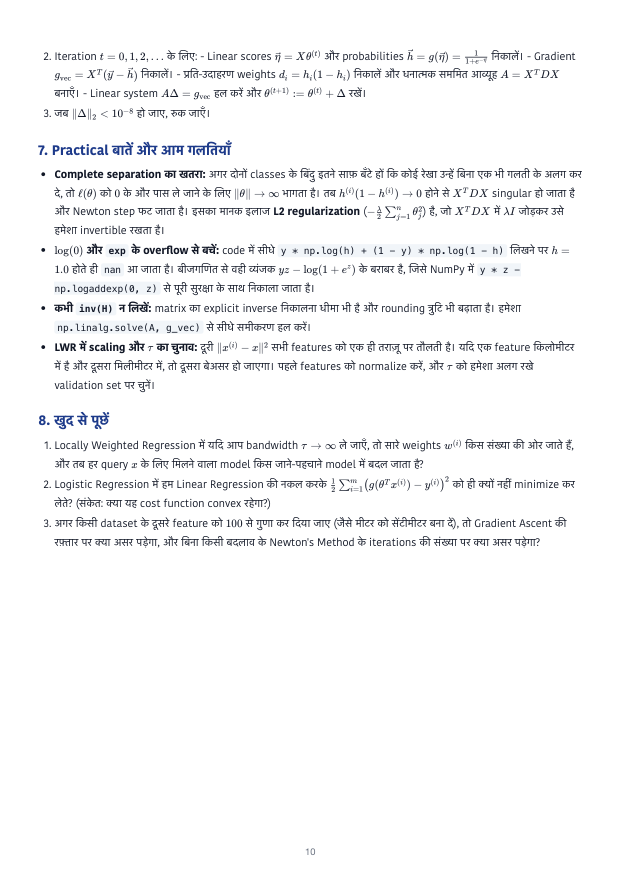 2. Iteration t = 0, 1, 2, … के लिए: - Linear scores η⃗ = Xθ^(t) और probabilities h⃗ = g(η⃗) = 1/(1+e^−η) निकालें। - Gradient
g_vec = X^T(y⃗ − h⃗) निकालें। - प्रति-उदाहरण weights d_i = h_i(1 − h_i) निकालें और धनात्मक सममित आव्यूह A = X^T DX
बनाएँ। - Linear system AΔ = g_vec हल करें और θ^(t+1) := θ^(t) + Δ रखें।
3. जब ‖Δ‖_2 < 10^−8 हो जाए, रुक जाएँ।
7. Practical बातें और आम गलतियाँ
• Complete separation का खतरा: अगर दोनों classes के बिंदु इतने साफ़ बँटे हों कि कोई रेखा उन्हें बिना एक भी गलती के अलग कर
दे, तो ℓ(θ) को 0 के और पास ले जाने के लिए ‖θ‖ → ∞ भागता है। तब h^(i)(1 − h^(i)) → 0 होने से X^T DX singular हो जाता है
और Newton step फट जाता है। इसका मानक इलाज L2 regularization (−λ/2 ∑_{j=1}^n θ_j^2) है, जो X^T DX में λI जोड़कर उसे
हमेशा invertible रखता है।
• log(0) और exp के overflow से बचें: code में सीधे y * np.log(h) + (1 − y) * np.log(1 − h) लिखने पर h =
1.0 होते ही nan आ जाता है। बीजगणित से वही व्यंजक yz − log(1 + e^z) के बराबर है, जिसे NumPy में y * z −
np.logaddexp(0, z) से पूरी सुरक्षा के साथ निकाला जाता है।
• कभी inv(H) न लिखें: matrix का explicit inverse निकालना धीमा भी है और rounding त्रुटि भी बढ़ाता है। हमेशा
np.linalg.solve(A, g_vec) से सीधे समीकरण हल करें।
• LWR में scaling और τ का चुनाव: दूरी ‖x^(i) − x‖^2 सभी features को एक ही तराज़ू पर तौलती है। यदि एक feature किलोमीटर
में है और दूसरा मिलीमीटर में, तो दूसरा बेअसर हो जाएगा। पहले features को normalize करें, और τ को हमेशा अलग रखे
validation set पर चुनें।
8. खुद से पूछें
1. Locally Weighted Regression में यदि आप bandwidth τ → ∞ ले जाएँ, तो सारे weights w^(i) किस संख्या की ओर जाते हैं,
और तब हर query x के लिए मिलने वाला model किस जाने-पहचाने model में बदल जाता है?
2. Logistic Regression में हम Linear Regression की नकल करके 1/2 ∑_{i=1}^m (g(θ^T x^(i)) − y^(i))^2 को ही क्यों नहीं minimize कर
लेते? (संकेत: क्या यह cost function convex रहेगा?)
3. अगर किसी dataset के दूसरे feature को 100 से गुणा कर दिया जाए (जैसे मीटर को सेंटीमीटर बना दें), तो Gradient Ascent की
रफ़्तार पर क्या असर पड़ेगा, और बिना किसी बदलाव के Newton's Method के iterations की संख्या पर क्या असर पड़ेगा?
10